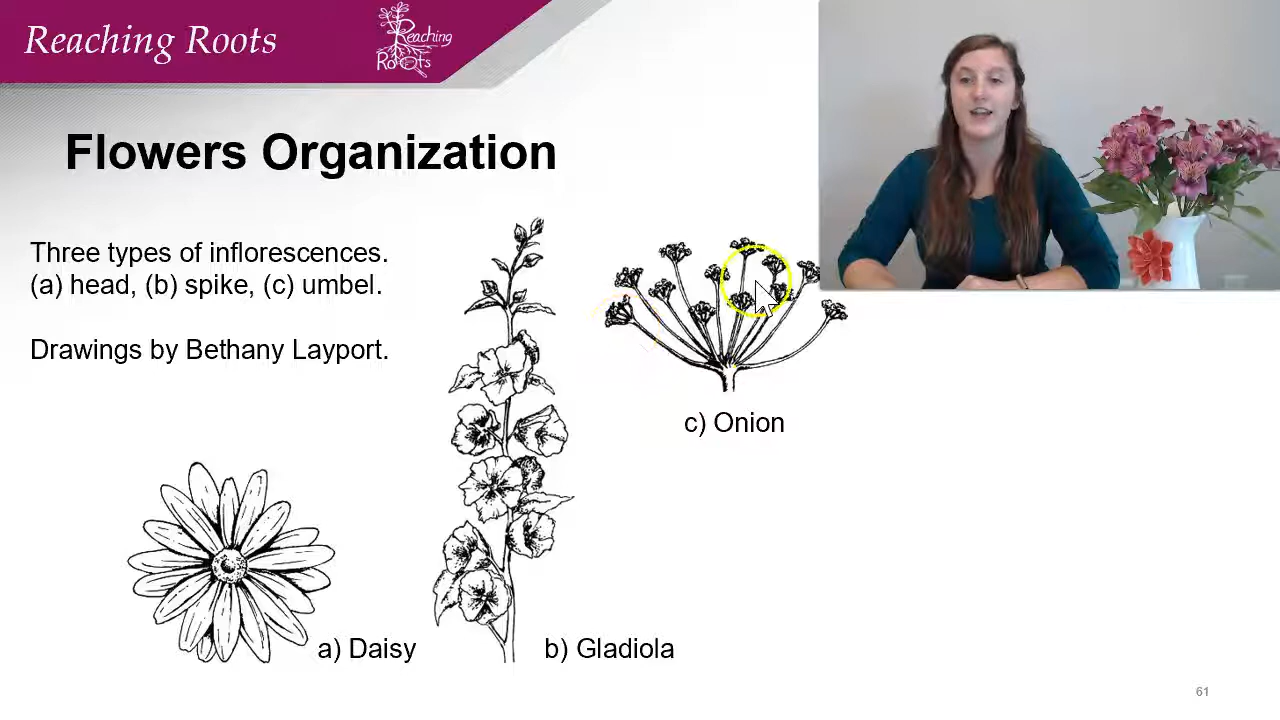 Reaching Roots
Reaching
Roots
Flowers Organization
Three types of inflorescences.
(a) head, (b) spike, (c) umbel.
Drawings by Bethany Layport.
c) Onion
a) Daisy
b) Gladiola
61